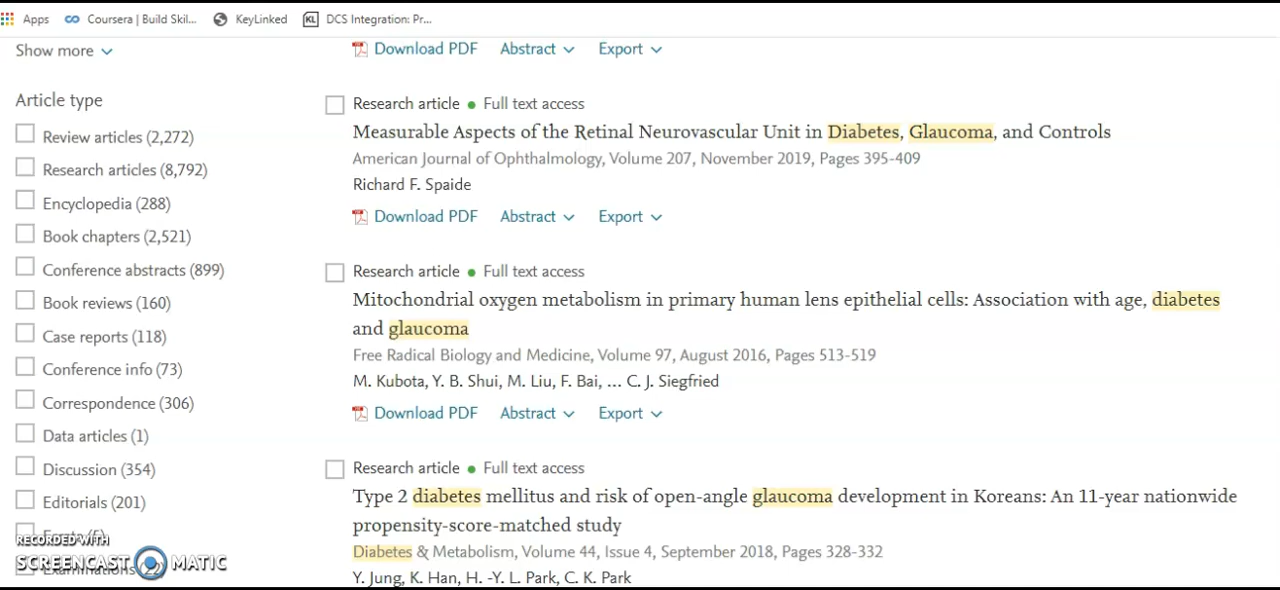 Apps Coursera | Build Skil... KeyLinked KL DCS Integration: Pr...
Show more
Article type
Review articles (2,272)
Research articles (8,792)
Encyclopedia (288)
Book chapters (2,521)
Conference abstracts (899)
Book reviews (160)
Case reports (118)
Conference info (73)
Correspondence (306)
Data articles (1)
Discussion (354)
Editorials (201)
RECORDED WITH
SCREENCAST MATIC
Download PDF Abstract Export
Research article • Full text access
Measurable Aspects of the Retinal Neurovascular Unit in Diabetes, Glaucoma, and Controls
American Journal of Ophthalmology, Volume 207, November 2019, Pages 395-409
Richard F. Spaide
Download PDF Abstract Export
Research article • Full text access
Mitochondrial oxygen metabolism in primary human lens epithelial cells: Association with age, diabetes
and glaucoma
Free Radical Biology and Medicine, Volume 97, August 2016, Pages 513-519
M. Kubota, Y. B. Shui, M. Liu, F. Bai, ... C. J. Siegfried
Download PDF Abstract Export
Research article • Full text access
Type 2 diabetes mellitus and risk of open-angle glaucoma development in Koreans: An 11-year nationwide
propensity-score-matched study
Diabetes & Metabolism, Volume 44, Issue 4, September 2018, Pages 328-332
Y. Jung, K. Han, H. -Y. L. Park, C. K. Park